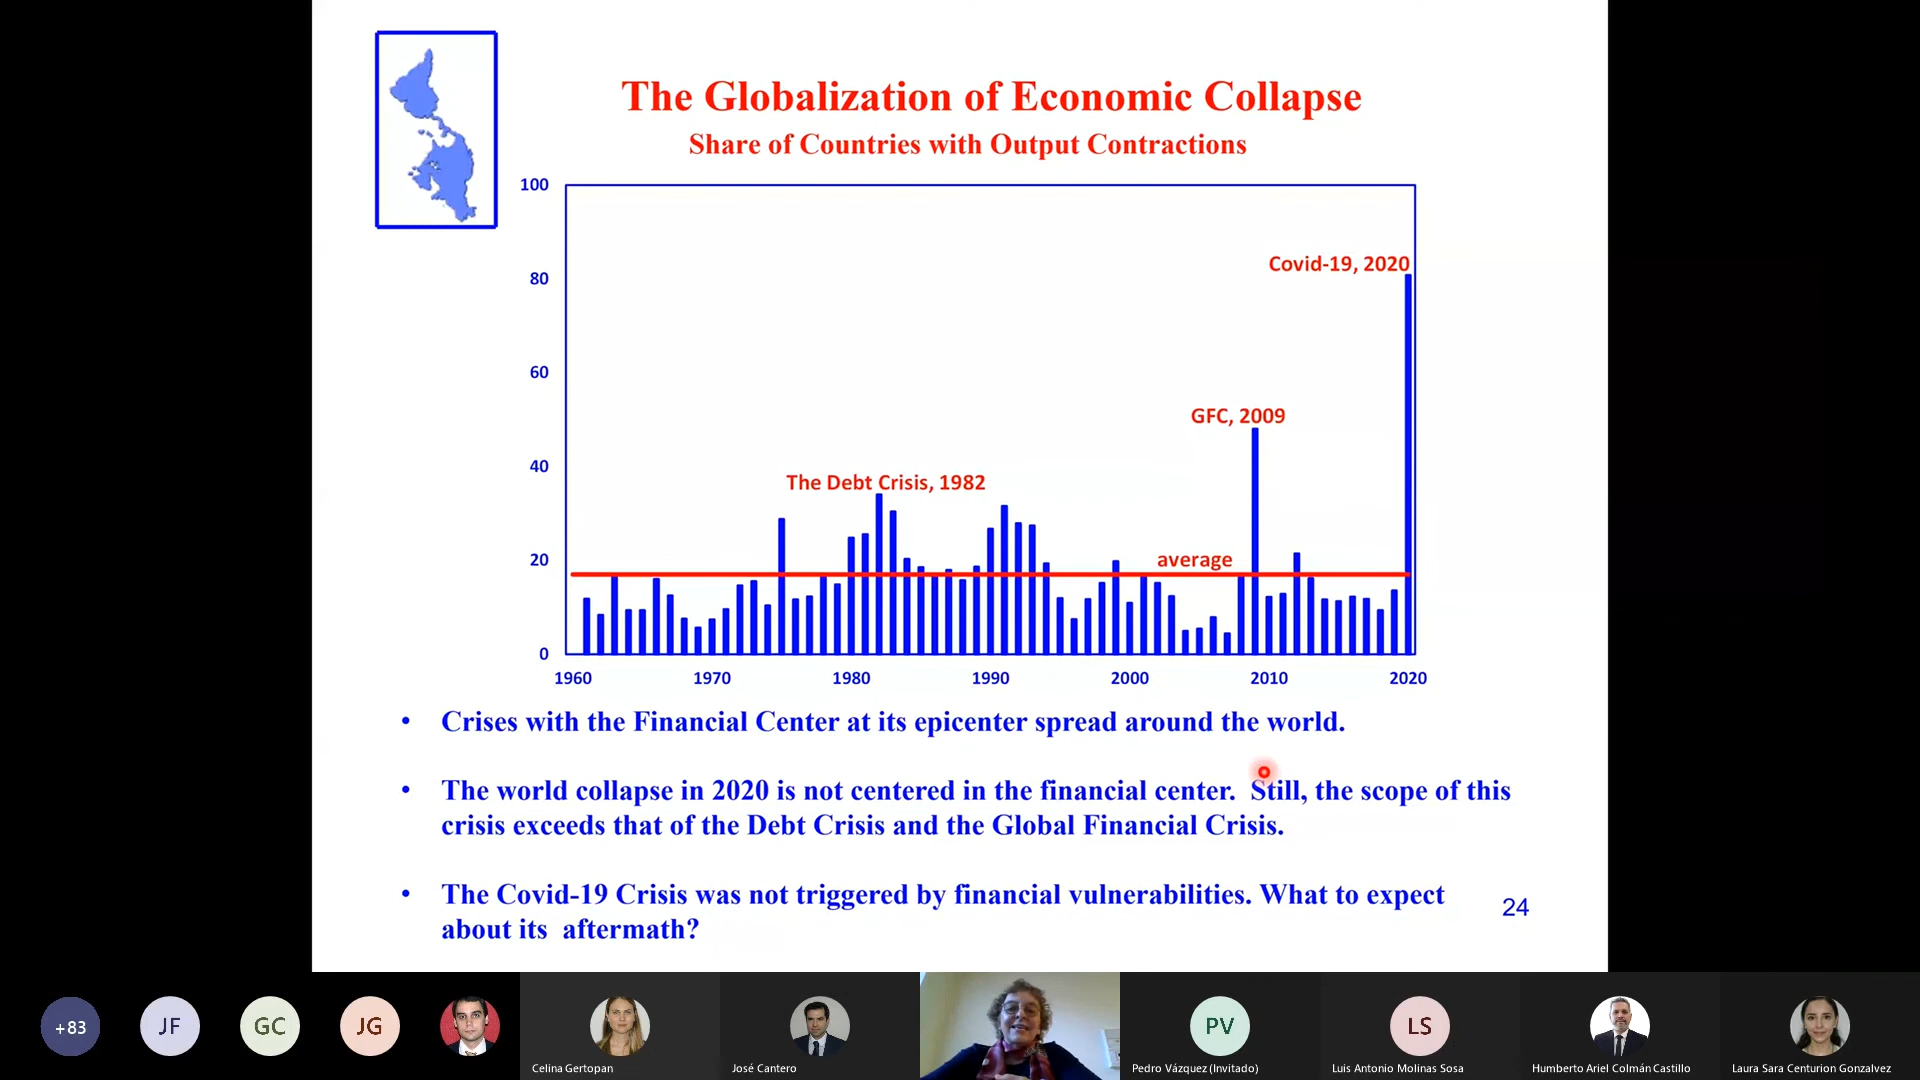 The Globalization of Economic Collapse
Share of Countries with Output Contractions
100
80
60
40
20
0
Covid-19, 2020
GFC, 2009
The Debt Crisis, 1982
average
1960 1970 1980 1990 2000 2010 2020
• Crises with the Financial Center at its epicenter spread around the world.
• The world collapse in 2020 is not centered in the financial center. Still, the scope of this
crisis exceeds that of the Debt Crisis and the Global Financial Crisis.
• The Covid-19 Crisis was not triggered by financial vulnerabilities. What to expect
about its aftermath?
24
+83 JF GC JG PV LS
Celina Gertopan José Cantero Pedro Vázquez (Invitado) Luis Antonio Molinas Sosa Humberto Ariel Colmán Castillo Laura Sara Centurion Gonzalvez